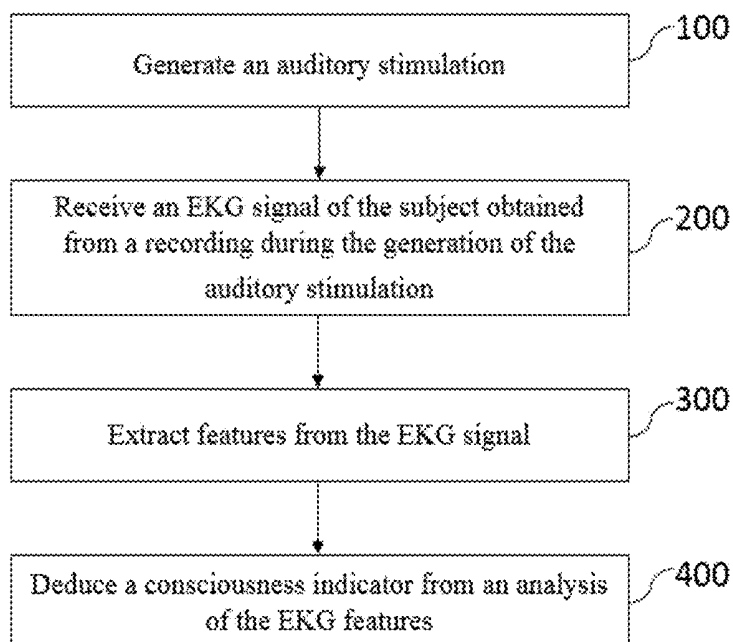 100
Generate an auditory stimulation
Receive an EKG signal of the subject obtained
200
from a recording during the generation of the
auditory stimulation
300
Extract features from the EKG signal
Deduce a consciousness indicator from an analysis
400
of the EKG features